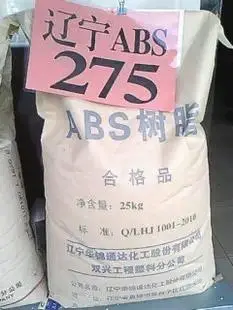 辽宁ABS
275
ABS树脂
合格品
净含量：25kg
标 准：Q/LHJ 1001-2010
辽宁华锦通达化工股份有限公司
双兴工程塑料分公司